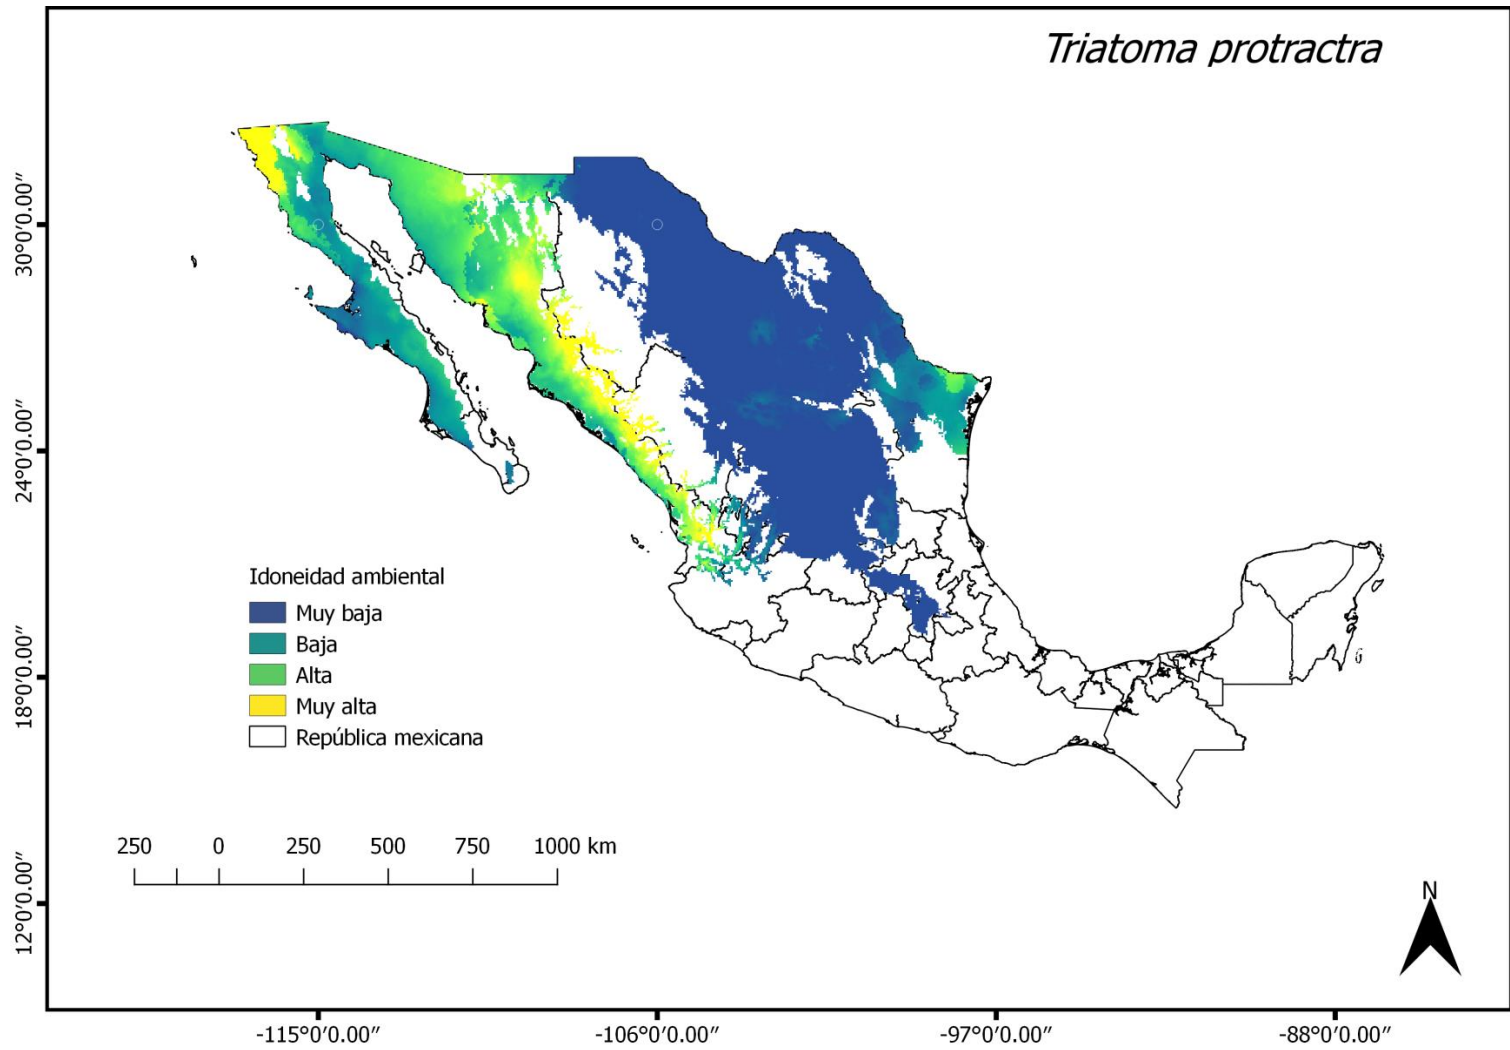 Triatoma protractra
30°0'0.00"
24°0'0.00"
18°0'0.00"
12°0'0.00"
Idoneidad ambiental
Muy baja
Baja
Alta
Muy alta
República mexicana
250 0 250 500 750 1000 km
N
-115°0'0.00" -106°0'0.00" -97°0'0.00" -88°0'0.00"